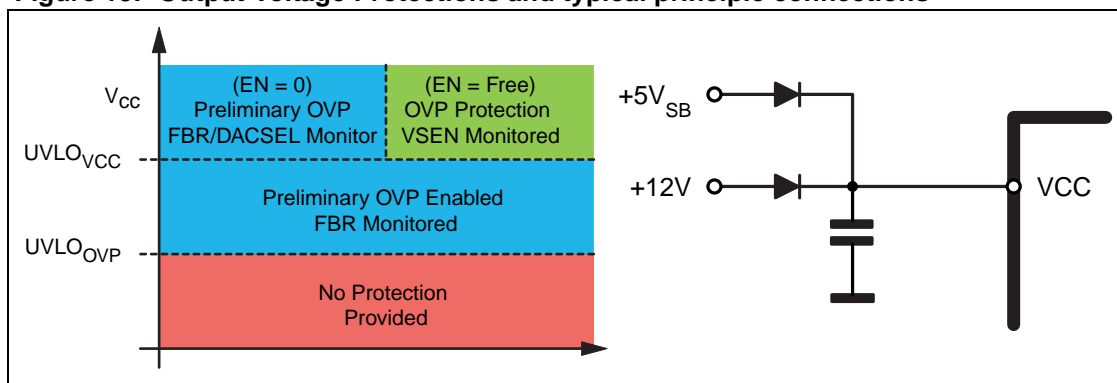 Figure 16. Output Voltage Protections and typical principle connections
V_CC
(EN = 0)
Preliminary OVP
FBR/DACSEL Monitor
(EN = Free)
OVP Protection
VSEN Monitored
UVLO_VCC
Preliminary OVP Enabled
FBR Monitored
UVLO_OVP
No Protection
Provided
+5V_SB
+12V
VCC